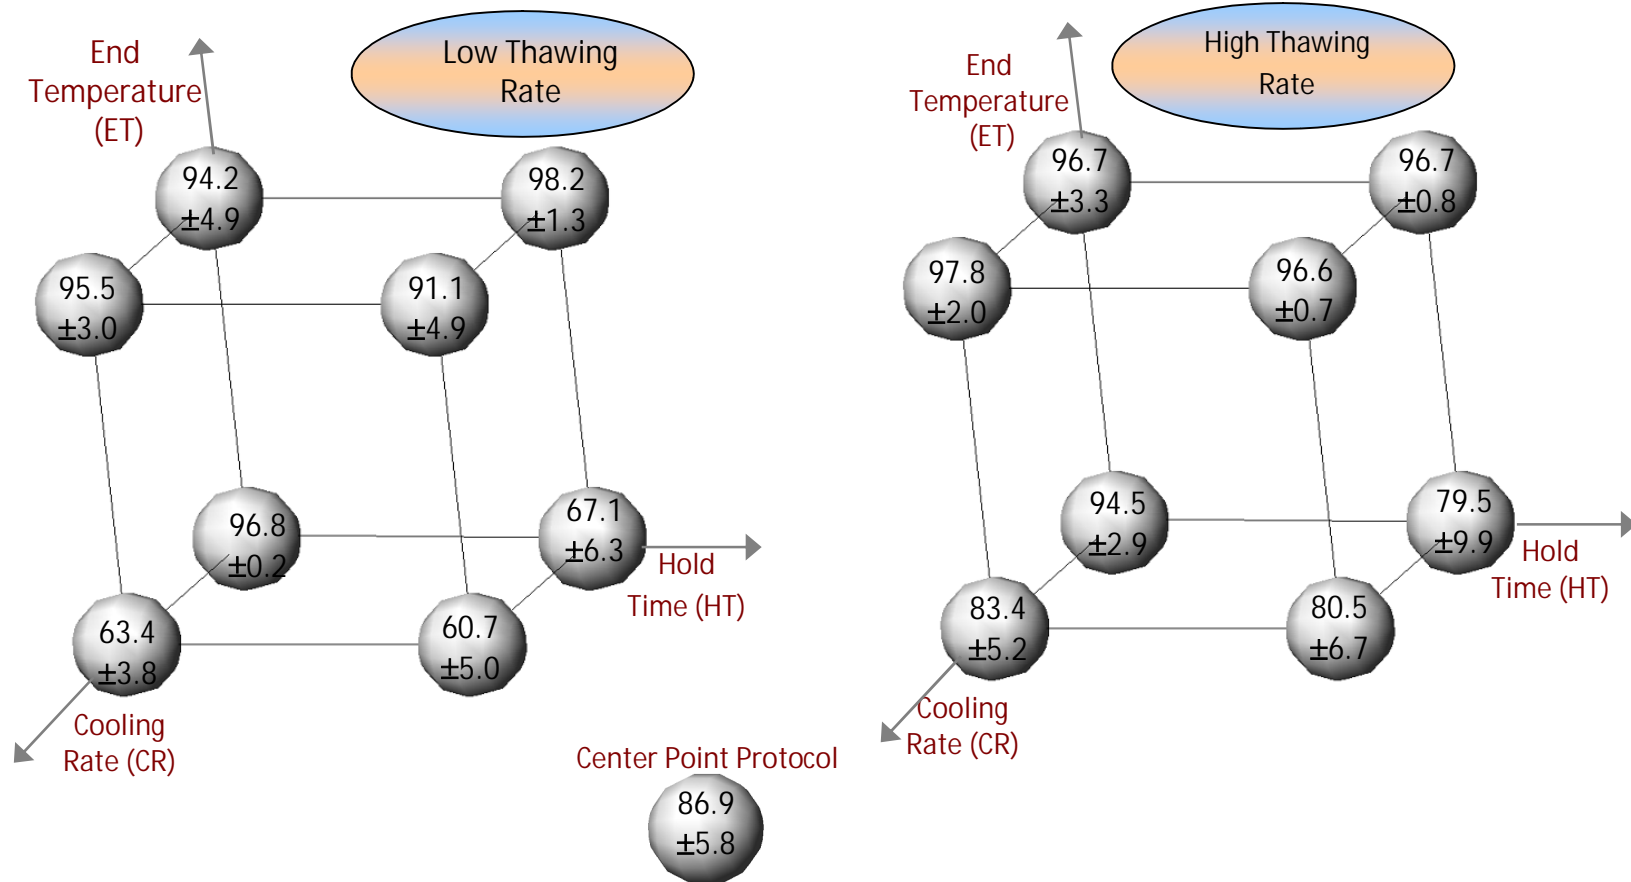 End
Temperature
(ET)
Low Thawing
Rate
94.2
±4.9
98.2
±1.3
95.5
±3.0
91.1
±4.9
96.8
±0.2
67.1
±6.3
Hold
Time (HT)
63.4
±3.8
60.7
±5.0
Cooling
Rate (CR)
End
Temperature
(ET)
High Thawing
Rate
96.7
±3.3
96.7
±0.8
97.8
±2.0
96.6
±0.7
94.5
±2.9
79.5
±9.9
Hold
Time (HT)
83.4
±5.2
80.5
±6.7
Cooling
Rate (CR)
Center Point Protocol
86.9
±5.8